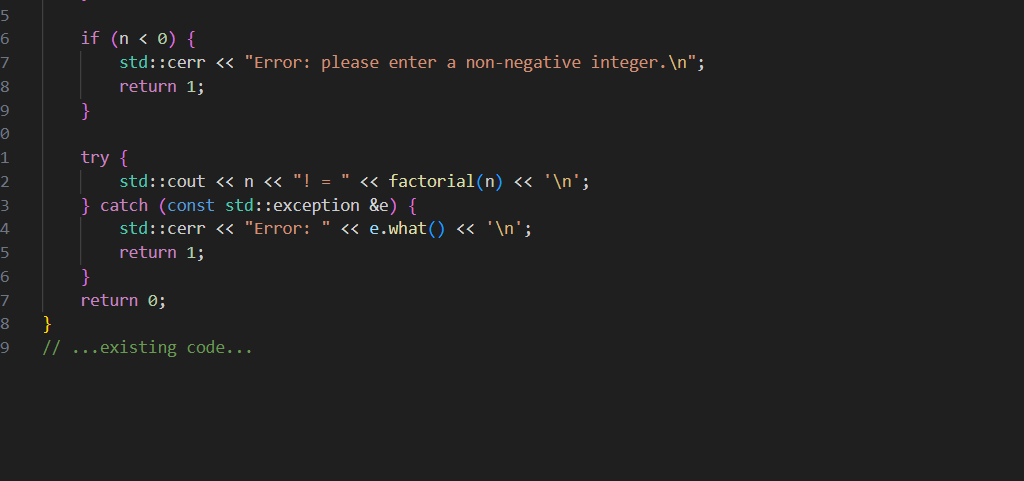 5
6 if (n < 0) {
7 std::cerr << "Error: please enter a non-negative integer.\n";
8 return 1;
9 }
0
1 try {
2 std::cout << n << "! = " << factorial(n) << '\n';
3 } catch (const std::exception &e) {
4 std::cerr << "Error: " << e.what() << '\n';
5 return 1;
6 }
7 return 0;
8 }
9 // ...existing code...